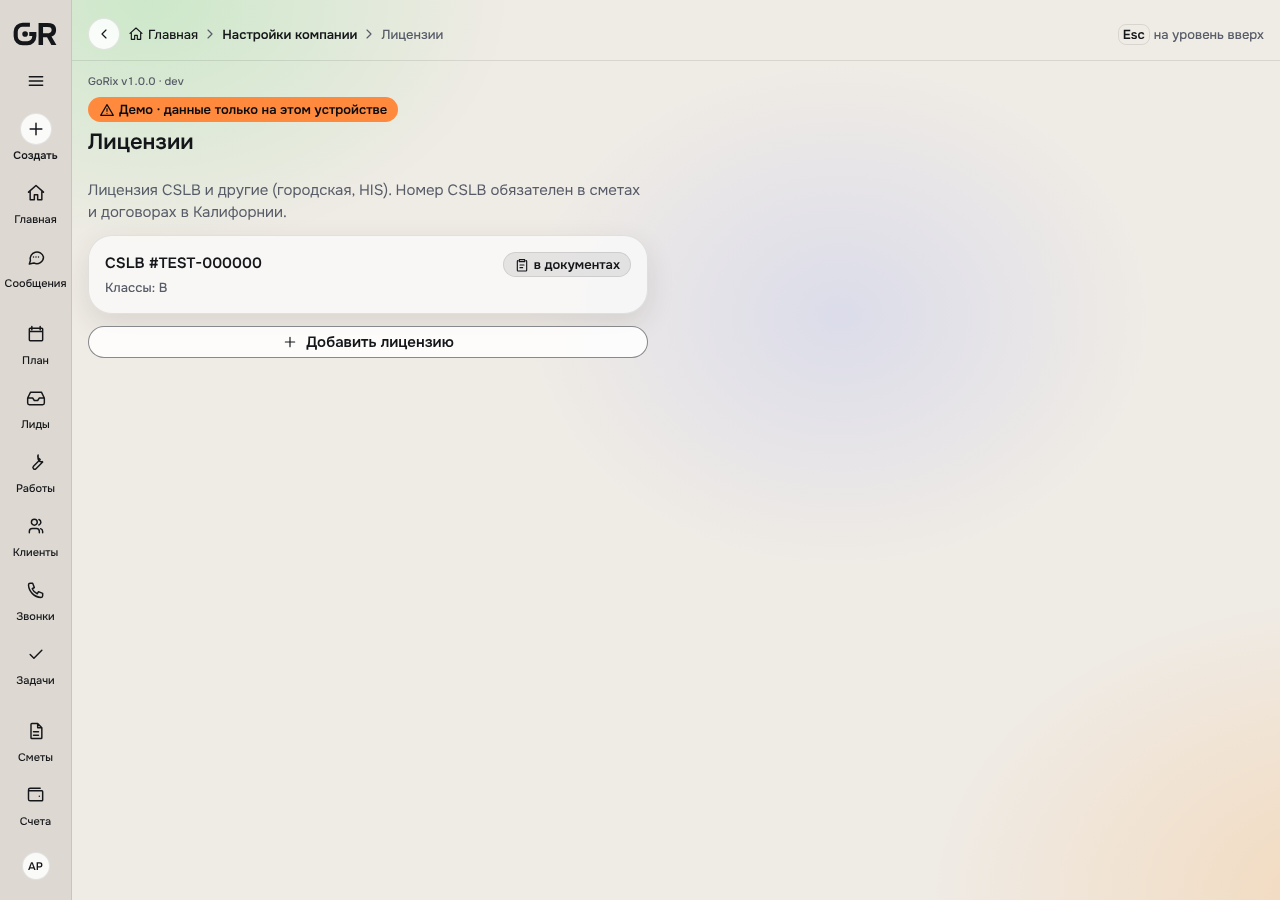 GR
Главная
Настройки компании
Лицензии
Esc на уровень вверх
GoRix v1.0.0 · dev
Демо · данные только на этом устройстве
Лицензии
Лицензия CSLB и другие (городская, HIS). Номер CSLB обязателен в сметах
и договорах в Калифорнии.
CSLB #TEST-000000
в документах
Классы: B
Добавить лицензию
Создать
Главная
Сообщения
План
Лиды
Работы
Клиенты
Звонки
Задачи
Сметы
Счета
AP